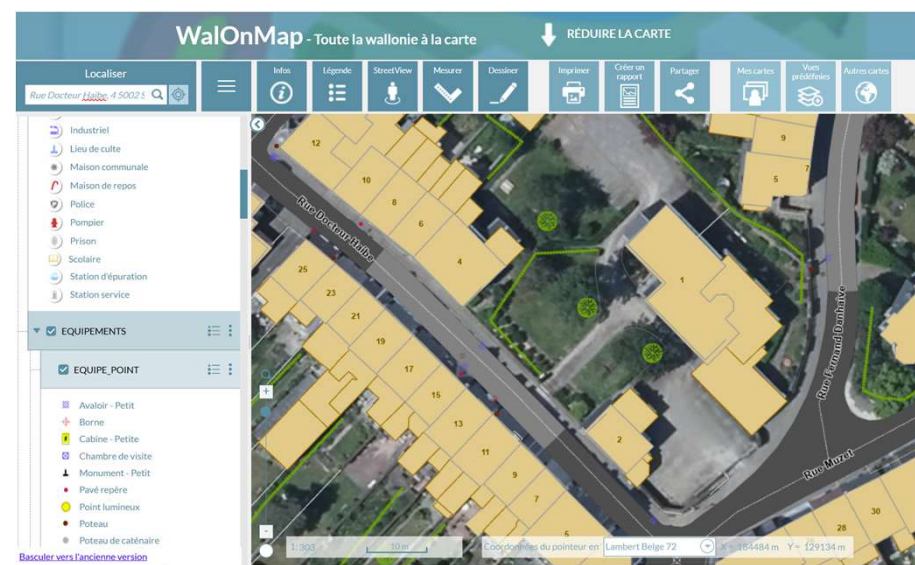 WalOnMap - Toute la wallonie à la carte
RÉDUIRE LA CARTE
Localiser
Rue Docteur Haibe, 4 5002 S
Infos
Légende
StreetView
Mesurer
Dessiner
Imprimer
Créer un
rapport
Partager
Mes cartes
Vues
prédéfinies
Autres cartes
Industriel
Lieu de culte
Maison communale
Maison de repos
Police
Pompier
Prison
Scolaire
Station d'épuration
Station service
EQUIPEMENTS
EQUIPE_POINT
Avaloir - Petit
Borne
Cabine - Petite
Chambre de visite
Monument - Petit
Pavé repère
Point lumineux
Poteau
Poteau de caténaire
Basculer vers l'ancienne version
12
10
8
6
4
Rue Docteur Haibe
25
23
21
19
17
15
13
11
9
7
5
9
7
5
1
2
Rue Fernand Danhaive
Rue Muzet
30
28
+
-
1: 303
10 m
Coordonnées du pointeur en
Lambert Belge 72
X = 184484 m Y = 129134 m